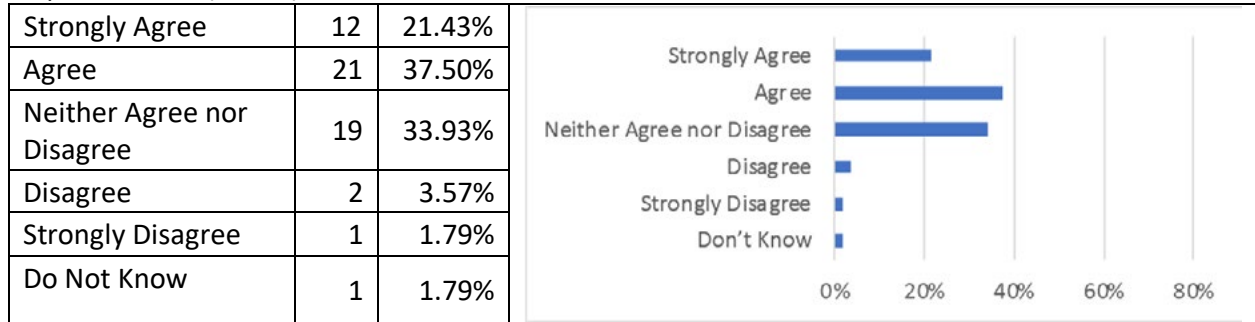 Strongly Agree 12 21.43%
Agree 21 37.50%
Neither Agree nor
Disagree 19 33.93%
Disagree 2 3.57%
Strongly Disagree 1 1.79%
Do Not Know 1 1.79%
Strongly Agree
Agree
Neither Agree nor Disagree
Disagree
Strongly Disagree
Don’t Know
0% 20% 40% 60% 80%